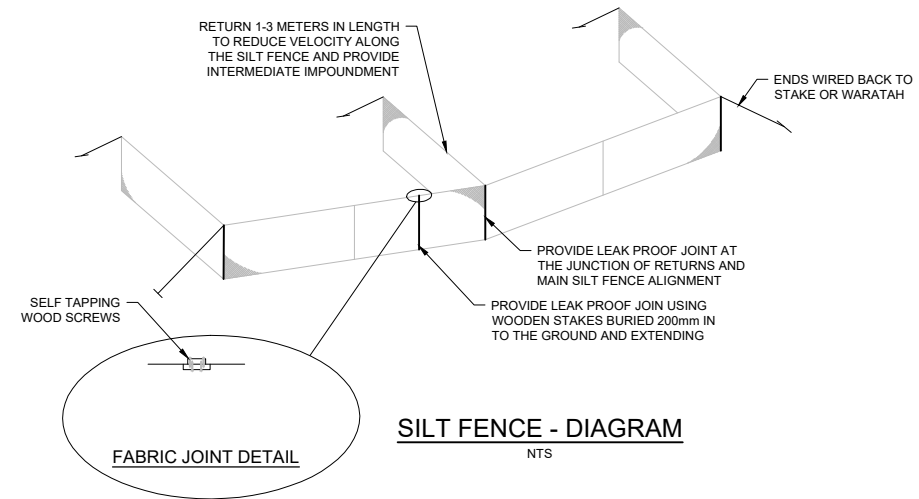 RETURN 1-3 METERS IN LENGTH
TO REDUCE VELOCITY ALONG
THE SILT FENCE AND PROVIDE
INTERMEDIATE IMPOUNDMENT
ENDS WIRED BACK TO
STAKE OR WARATAH
PROVIDE LEAK PROOF JOINT AT
THE JUNCTION OF RETURNS AND
MAIN SILT FENCE ALIGNMENT
SELF TAPPING
WOOD SCREWS
PROVIDE LEAK PROOF JOIN USING
WOODEN STAKES BURIED 200mm IN
TO THE GROUND AND EXTENDING
FABRIC JOINT DETAIL
SILT FENCE - DIAGRAM
NTS